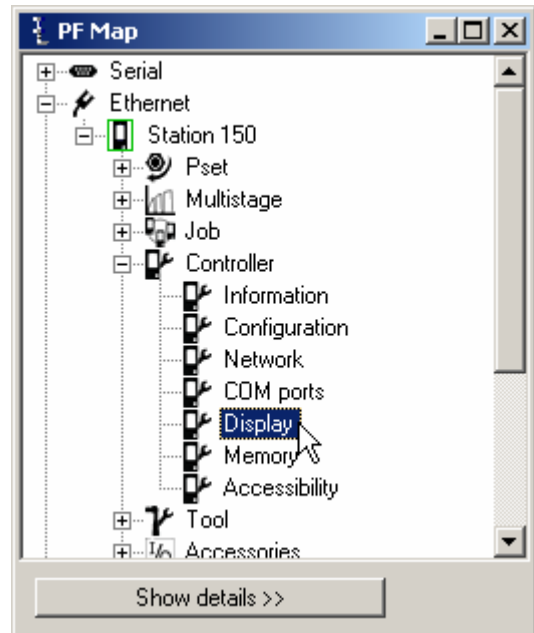 PF Map
Serial
Ethernet
Station 150
Pset
Multistage
Job
Controller
Information
Configuration
Network
COM ports
Display
Memory
Accessibility
Tool
I/O Accessories
Show details >>